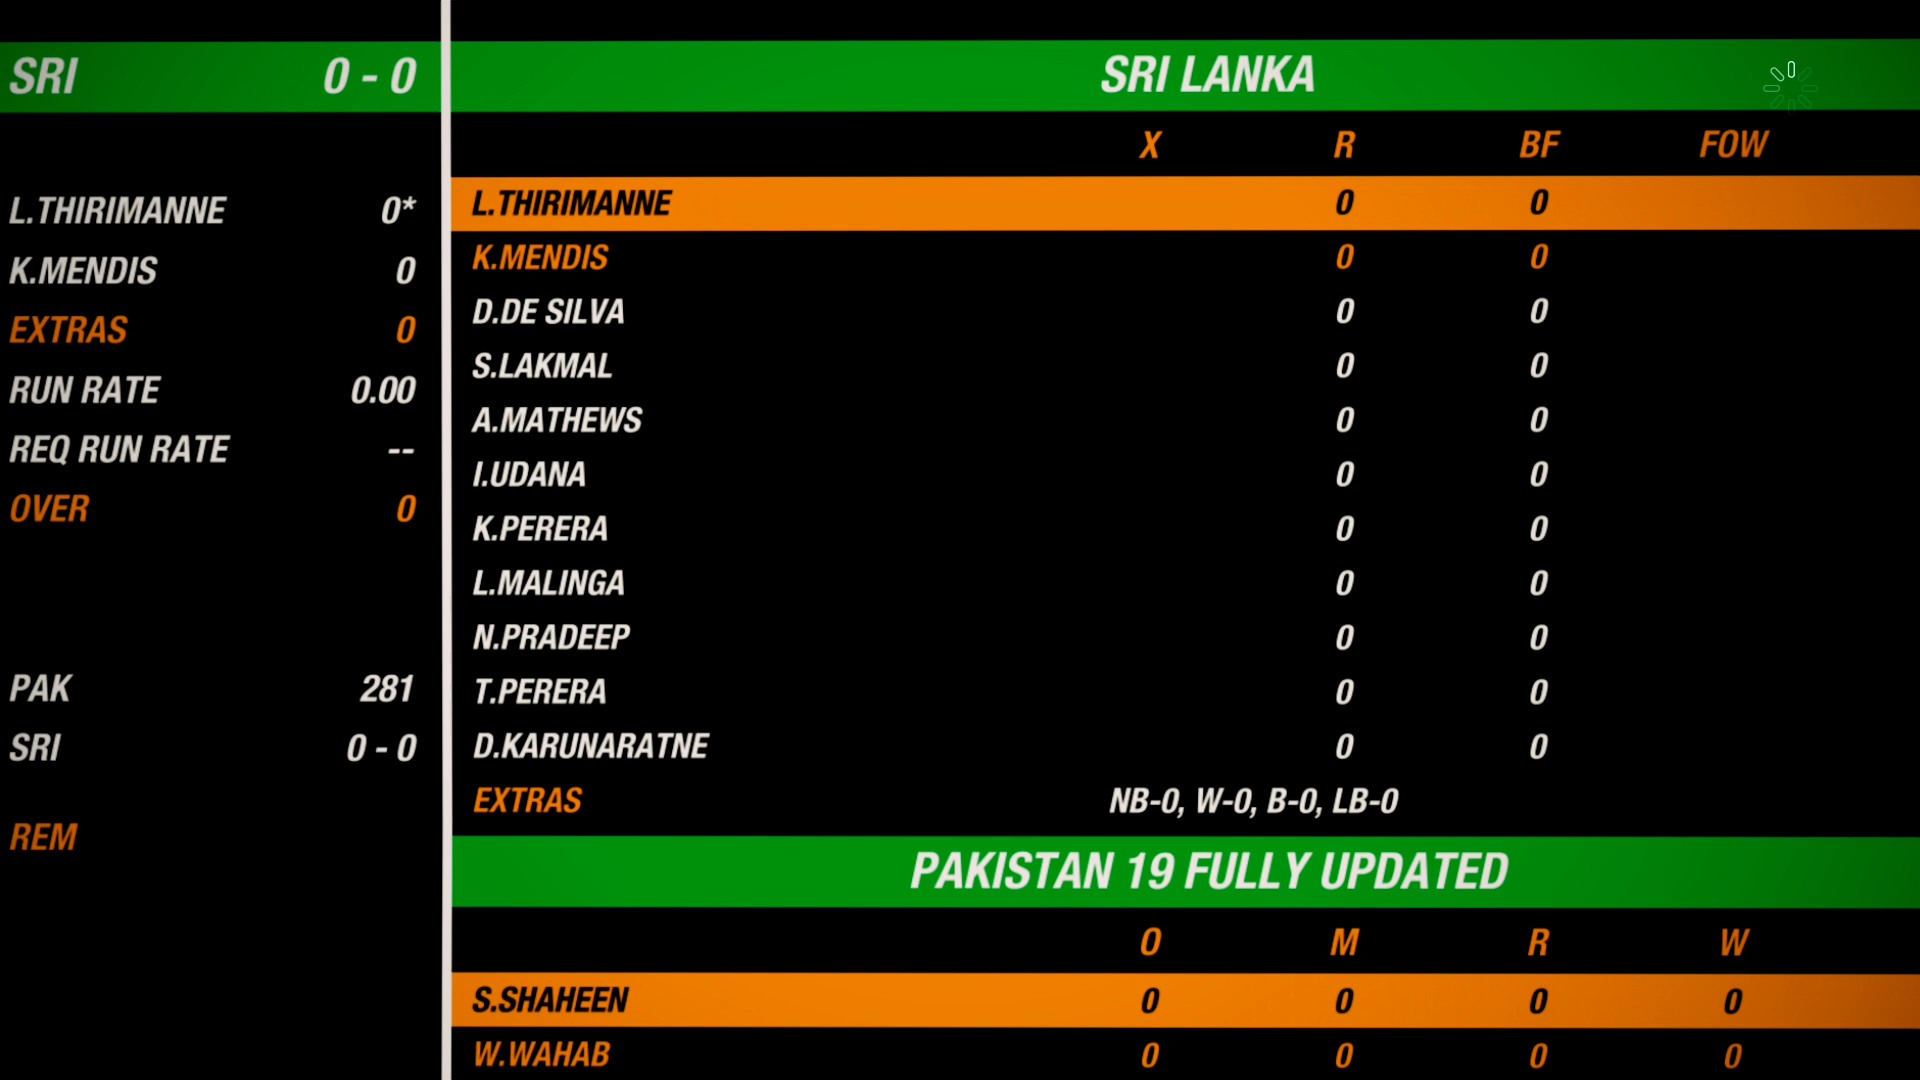 SRI 0 - 0
L.THIRIMANNE 0*
K.MENDIS 0
EXTRAS 0
RUN RATE 0.00
REQ RUN RATE --
OVER 0
PAK 281
SRI 0 - 0
REM
SRI LANKA
X R BF FOW
L.THIRIMANNE 0 0
K.MENDIS 0 0
D.DE SILVA 0 0
S.LAKMAL 0 0
A.MATHEWS 0 0
I.UDANA 0 0
K.PERERA 0 0
L.MALINGA 0 0
N.PRADEEP 0 0
T.PERERA 0 0
D.KARUNARATNE 0 0
EXTRAS NB-0, W-0, B-0, LB-0
PAKISTAN 19 FULLY UPDATED
O M R W
S.SHAHEEN 0 0 0 0
W.WAHAB 0 0 0 0